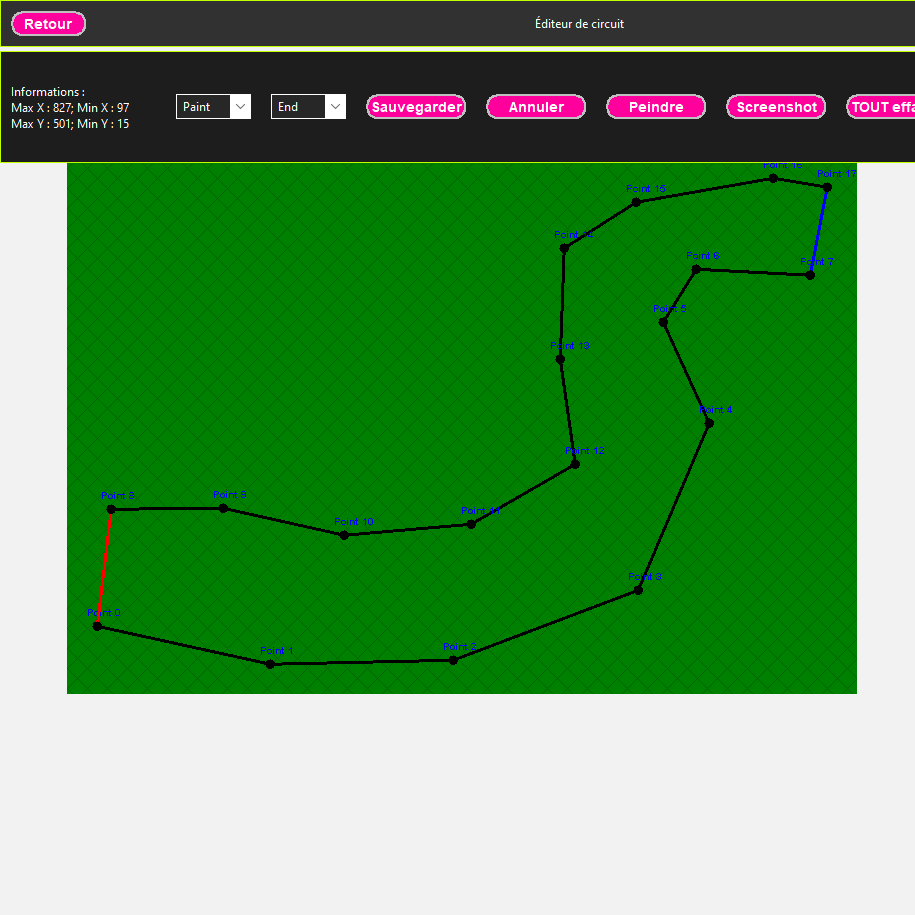 Retour
Éditeur de circuit
Informations :
Max X : 827; Min X : 97
Max Y : 501; Min Y : 15
Paint
End
Sauvegarder
Annuler
Peindre
Screenshot
TOUT effa
Point 17
Point 15
Point 14
Point 6
Point 7
Point 5
Point 13
Point 4
Point 12
Point 8
Point 9
Point 11
Point 10
Point 3
Point 0
Point 2
Point 1